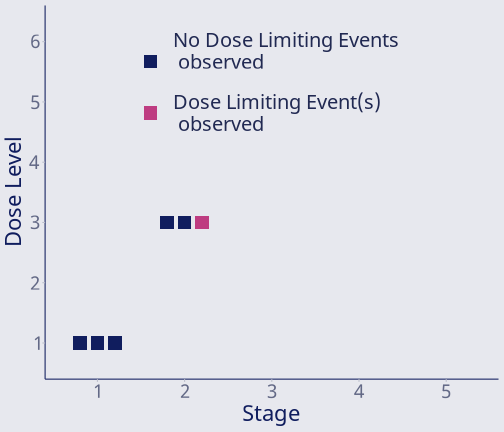 No Dose Limiting Events
observed
Dose Limiting Event(s)
observed
Dose Level
6
5
4
3
2
1
1 2 3 4 5
Stage